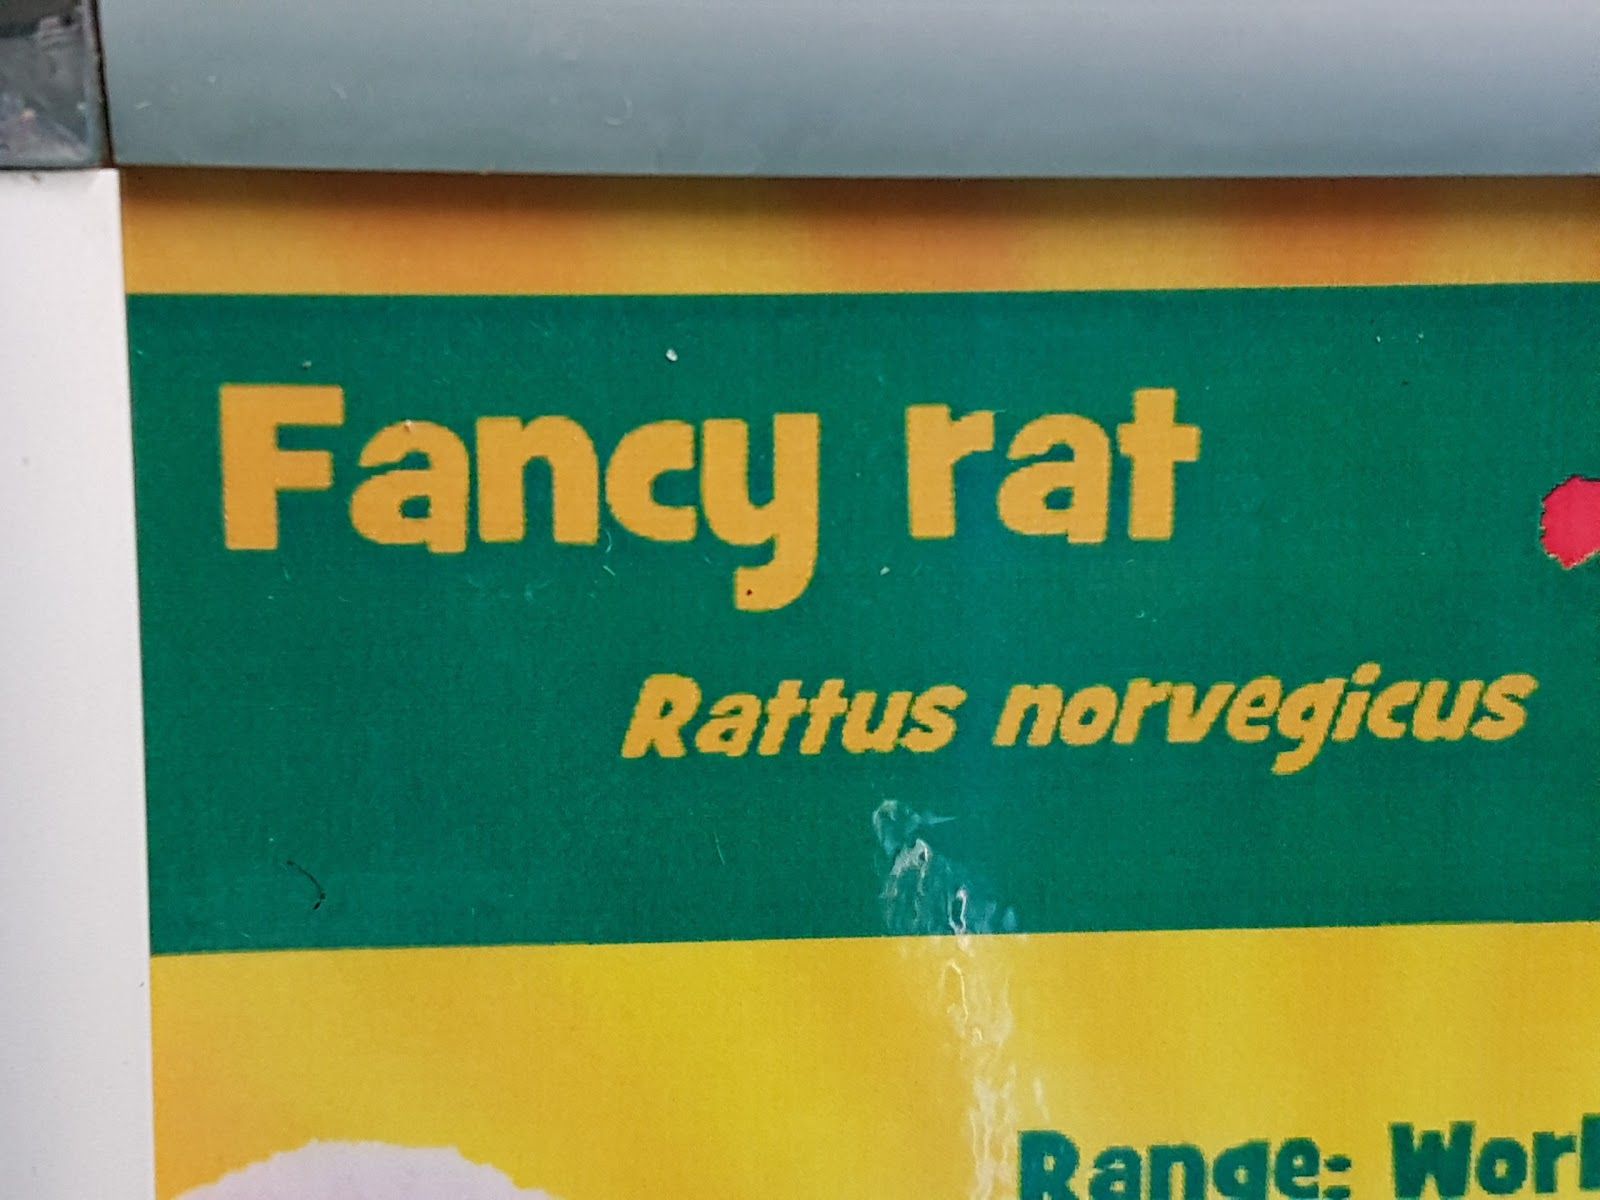 Fancy rat
Rattus norvegicus
Range: